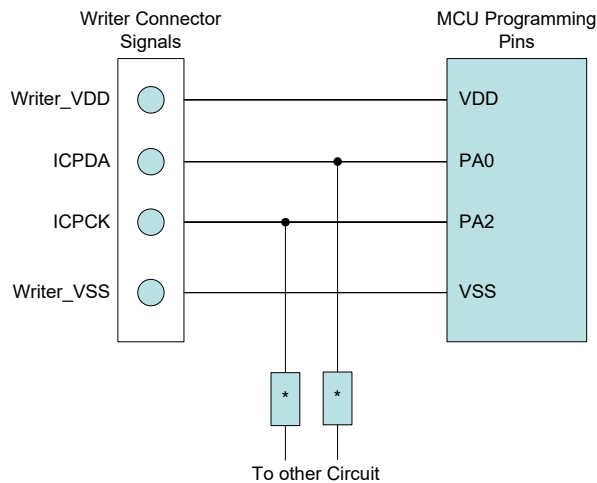 Writer Connector
Signals
MCU Programming
Pins
Writer_VDD
VDD
ICPDA
PA0
ICPCK
PA2
Writer_VSS
VSS
*
*
To other Circuit